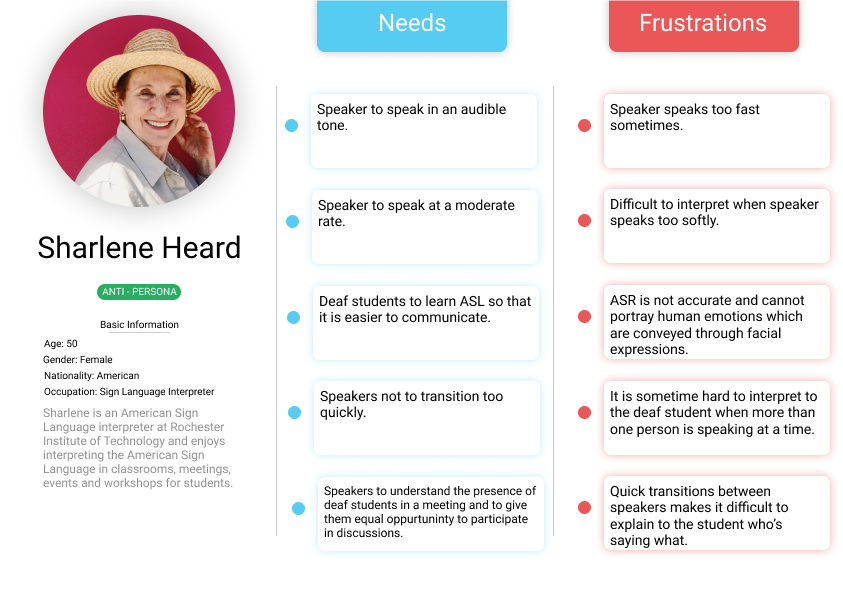 Needs
Frustrations
Sharlene Heard
ANTI - PERSONA
Basic Information
Age: 50
Gender: Female
Nationality: American
Occupation: Sign Language Interpreter
Sharlene is an American Sign
Language interpreter at Rochester
Institute of Technology and enjoys
interpreting the American Sign
Language in classrooms, meetings,
events and workshops for students.
Speaker to speak in an audible
tone.
Speaker to speak at a moderate
rate.
Deaf students to learn ASL so that
it is easier to communicate.
Speakers not to transition too
quickly.
Speakers to understand the presence of
deaf students in a meeting and to give
them equal oppurtuninty to participate
in discussions.
Speaker speaks too fast
sometimes.
Difficult to interpret when speaker
speaks too softly.
ASR is not accurate and cannot
portray human emotions which
are conveyed through facial
expressions.
It is sometime hard to interpret to
the deaf student when more than
one person is speaking at a time.
Quick transitions between
speakers makes it difficult to
explain to the student who's
saying what.